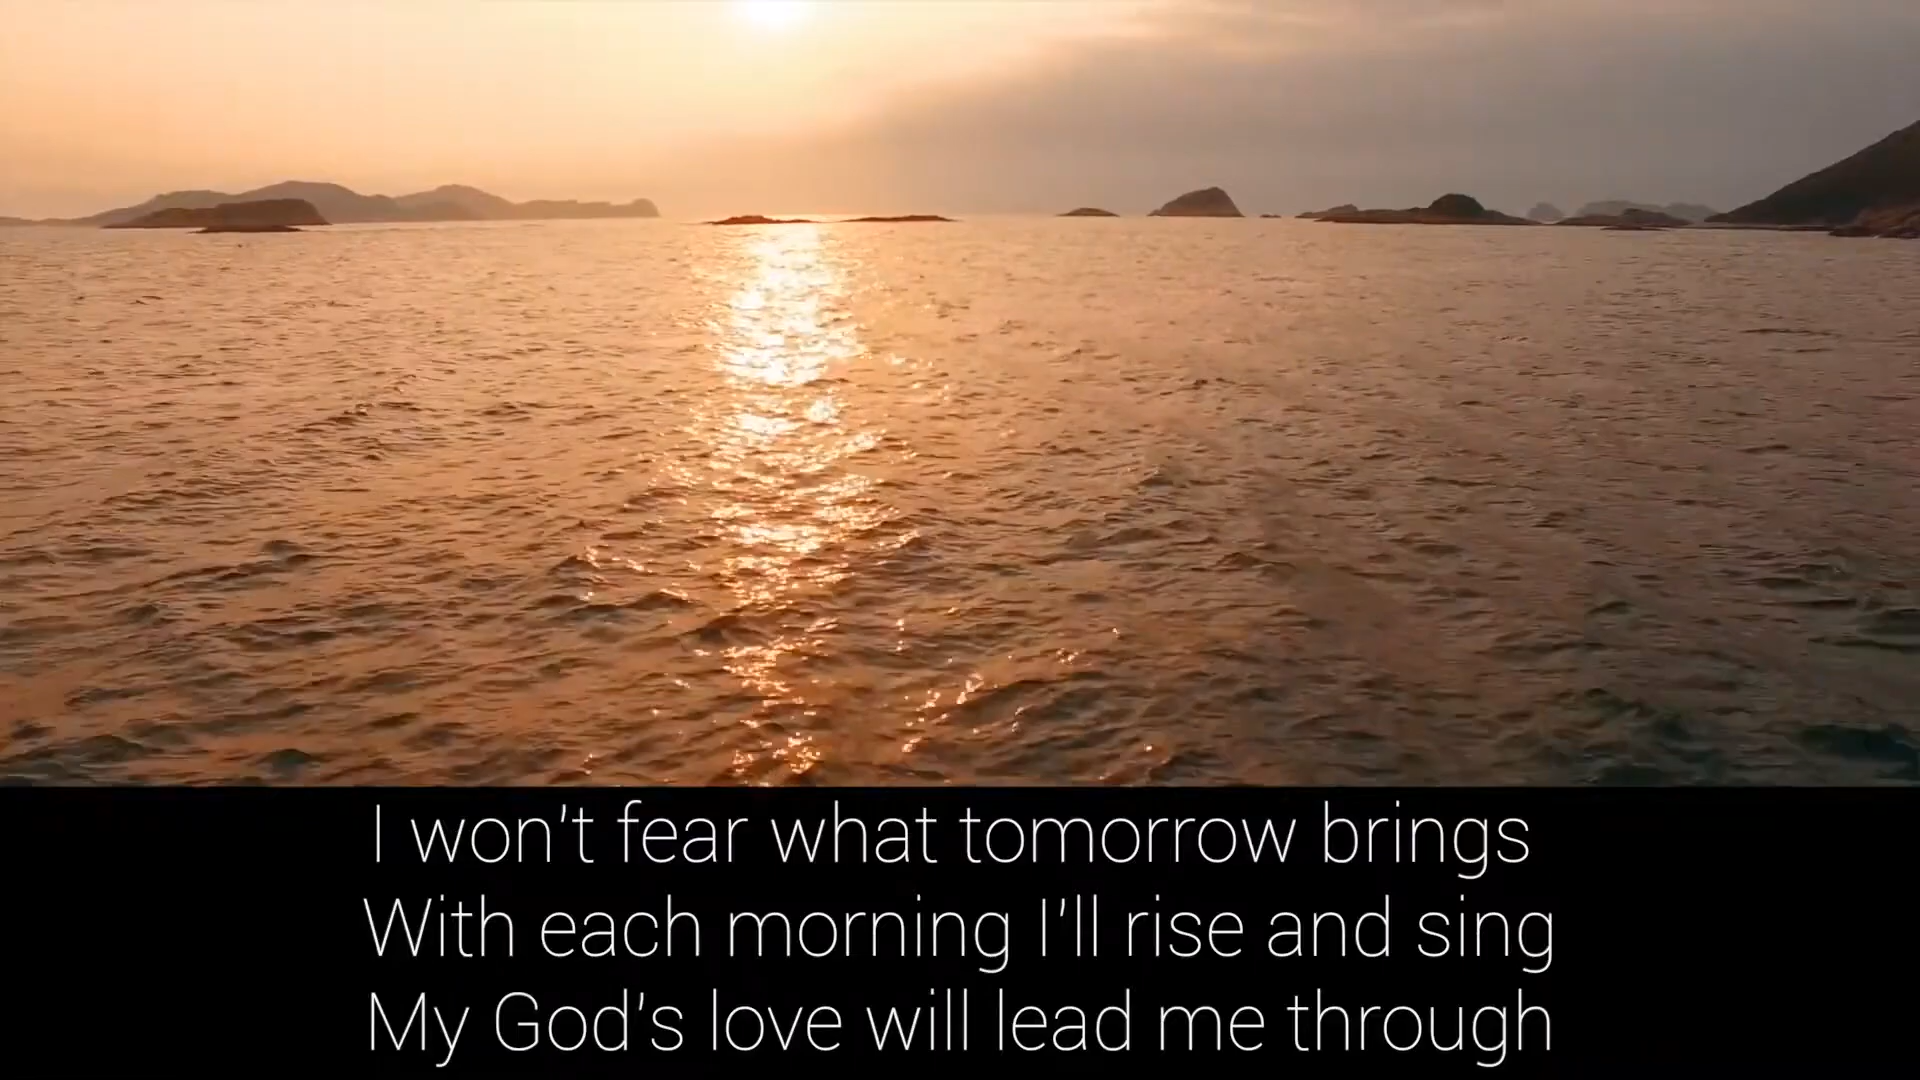 I won't fear what tomorrow brings
With each morning I'll rise and sing
My God's love will lead me through